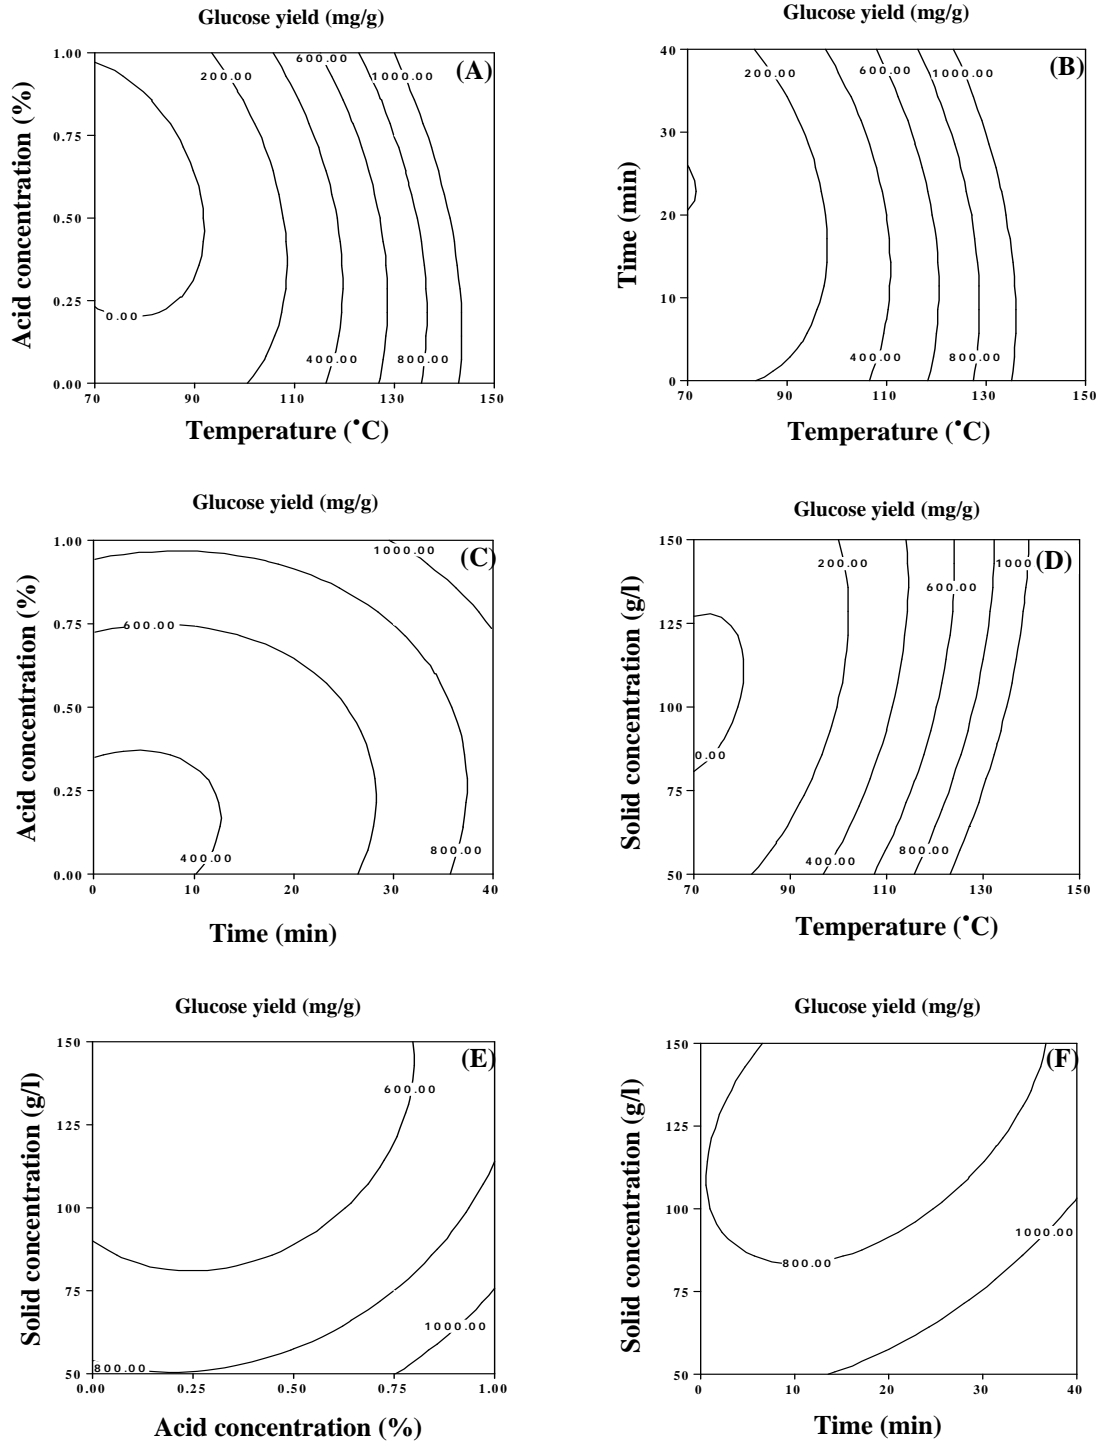 Glucose yield (mg/g)
(A)
1.00
0.75
0.50
0.25
0.00
Acid concentration (%)
200.00
600.00
1000.00
0.00
400.00
800.00
70 90 110 130 150
Temperature (°C)
Glucose yield (mg/g)
(B)
40
30
20
10
0
Time (min)
200.00
600.00
1000.00
400.00
800.00
70 90 110 130 150
Temperature (°C)
Glucose yield (mg/g)
(C)
1.00
0.75
0.50
0.25
0.00
Acid concentration (%)
1000.00
600.00
400.00
800.00
0 10 20 30 40
Time (min)
Glucose yield (mg/g)
(D)
150
125
100
75
50
Solid concentration (g/l)
200.00
1000
600.00
0.00
400.00
800.00
70 90 110 130 150
Temperature (°C)
Glucose yield (mg/g)
(E)
150
125
100
75
50
Solid concentration (g/l)
600.00
1000.00
800.00
0.00 0.25 0.50 0.75 1.00
Acid concentration (%)
Glucose yield (mg/g)
(F)
150
125
100
75
50
Solid concentration (g/l)
1000.00
800.00
0 10 20 30 40
Time (min)